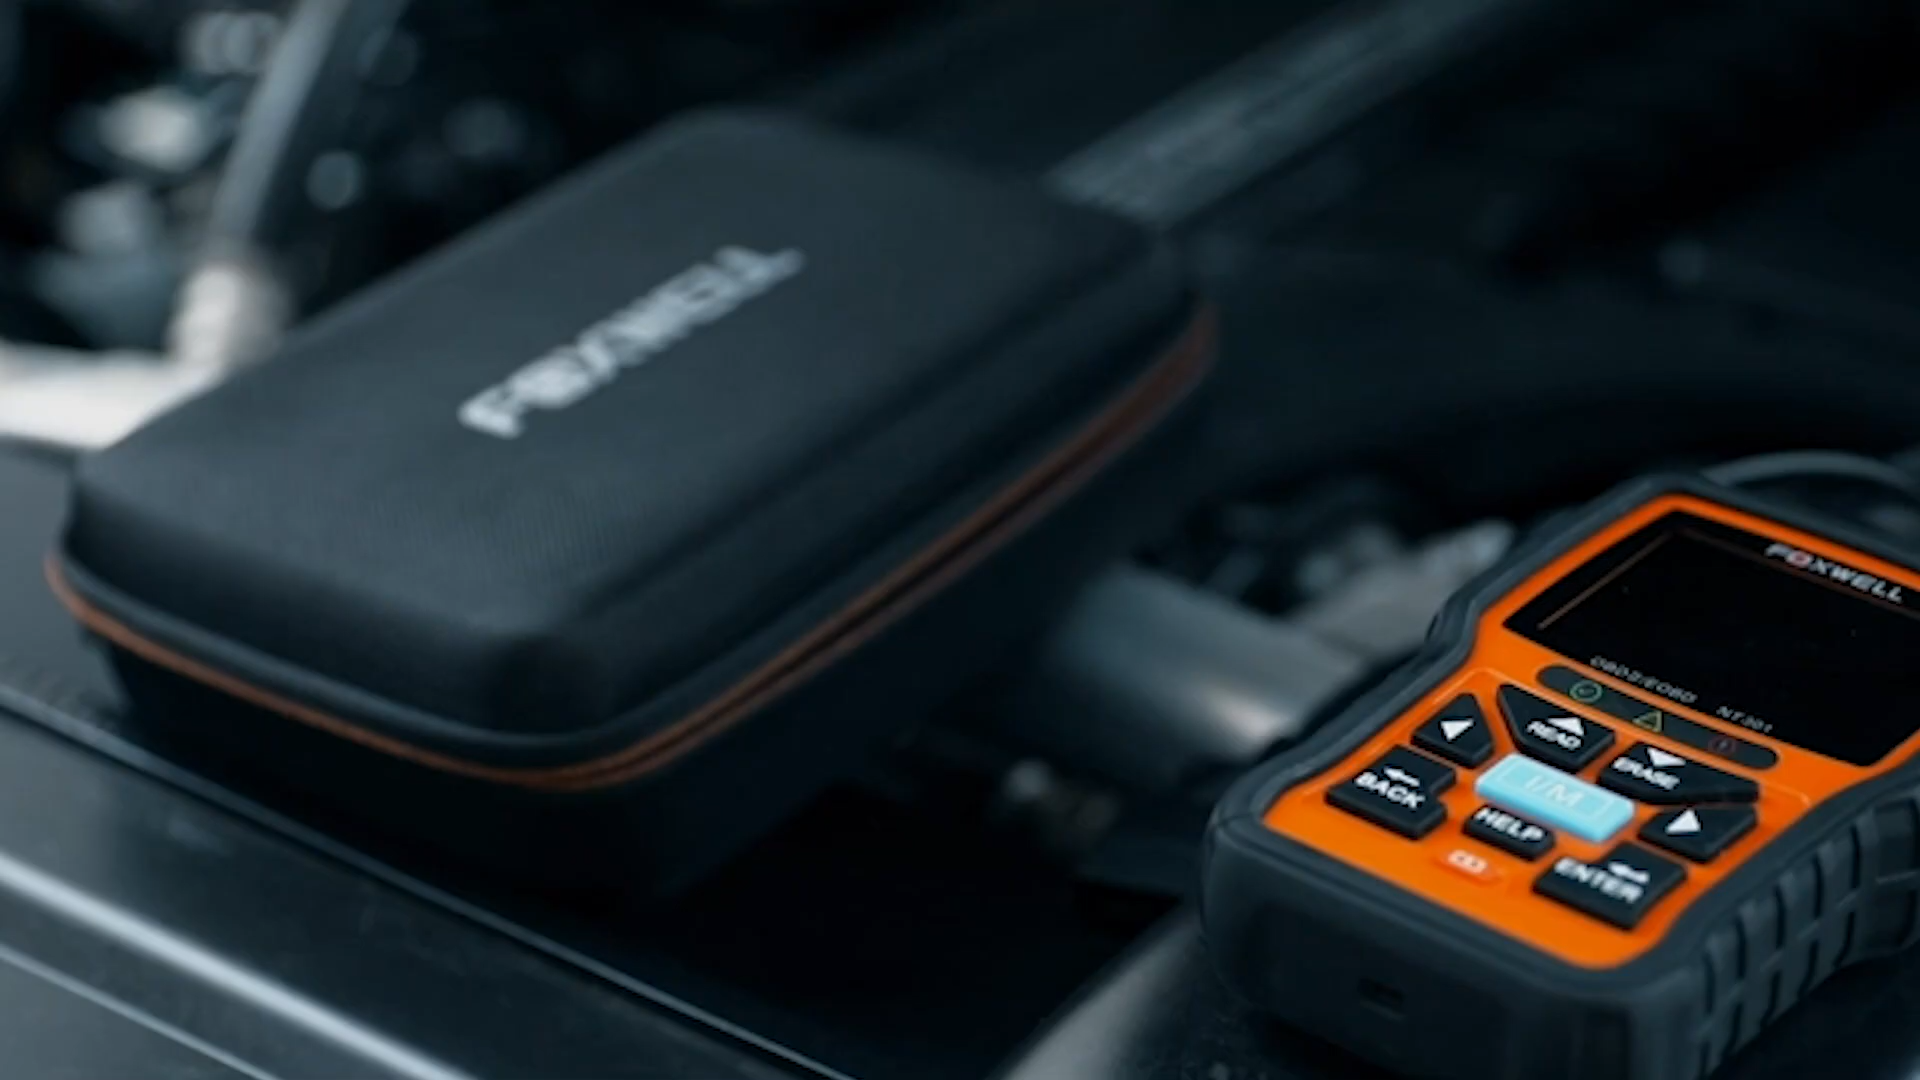 FOXWELL
FOXWELL
OBD2/EOBD NT301
READ
ERASE
BACK
I/M
HELP
ENTER